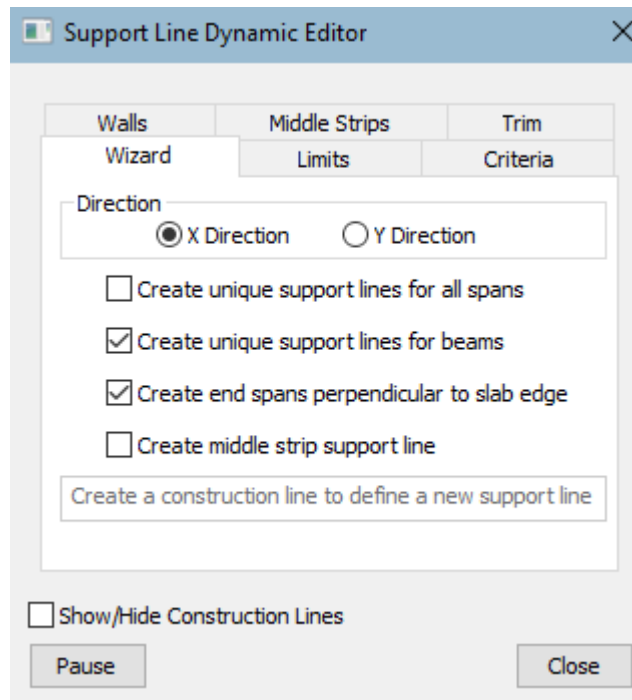 Support Line Dynamic Editor
Walls Middle Strips Trim
Wizard Limits Criteria
Direction
X Direction Y Direction
Create unique support lines for all spans
Create unique support lines for beams
Create end spans perpendicular to slab edge
Create middle strip support line
Create a construction line to define a new support line
Show/Hide Construction Lines
Pause Close